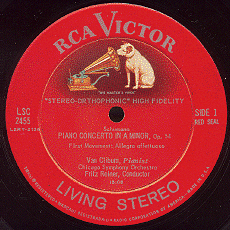 RCA VICTOR
"HIS MASTER'S VOICE"
"STEREO-ORTHOPHONIC" HIGH FIDELITY
LSC
2455
SIDE 1
RED SEAL
Schumann
PIANO CONCERTO IN A MINOR, Op. 54
First Movement: Allegro affettuoso
Van Cliburn, Pianist
Chicago Symphony Orchestra
Fritz Reiner, Conductor
LIVING STEREO